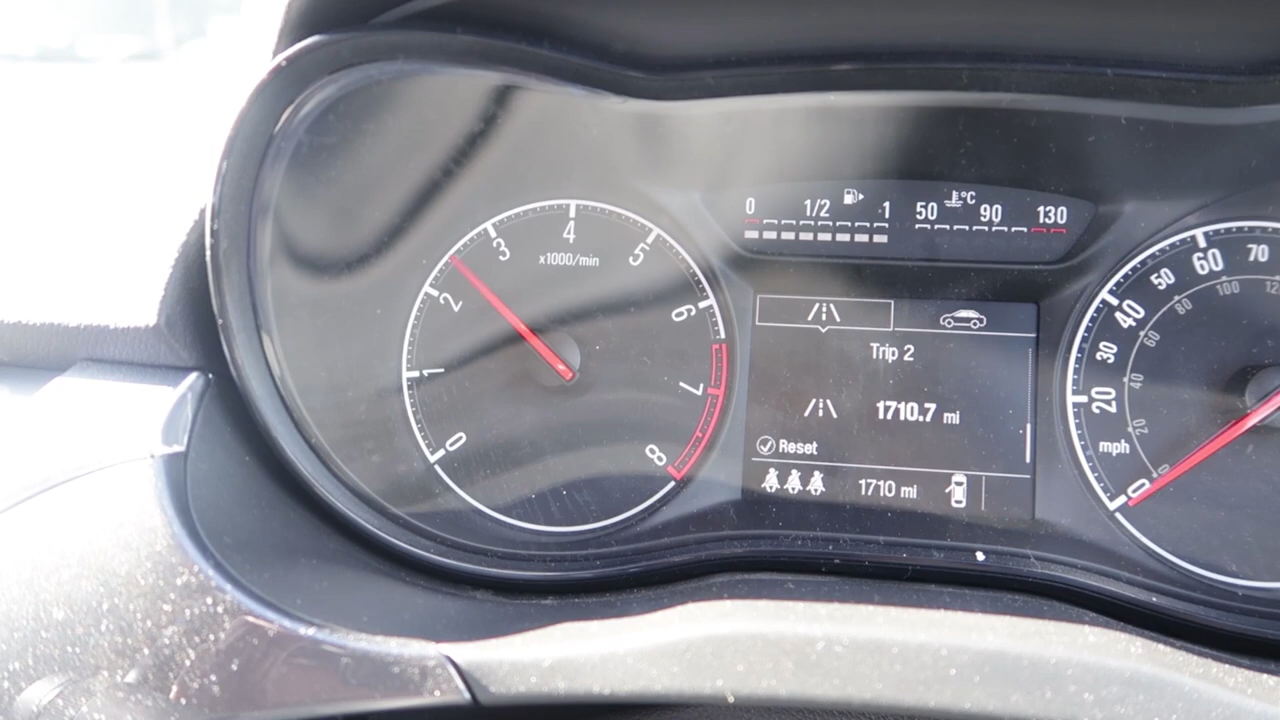 0 1/2 1
50 °C 90 130
0 1 2 3 4 5 6 7 8
x1000/min
Trip 2
1710.7 mi
Reset
1710 mi
0 20 30 40 50 60 70
mph
0 20 40 60 80 100